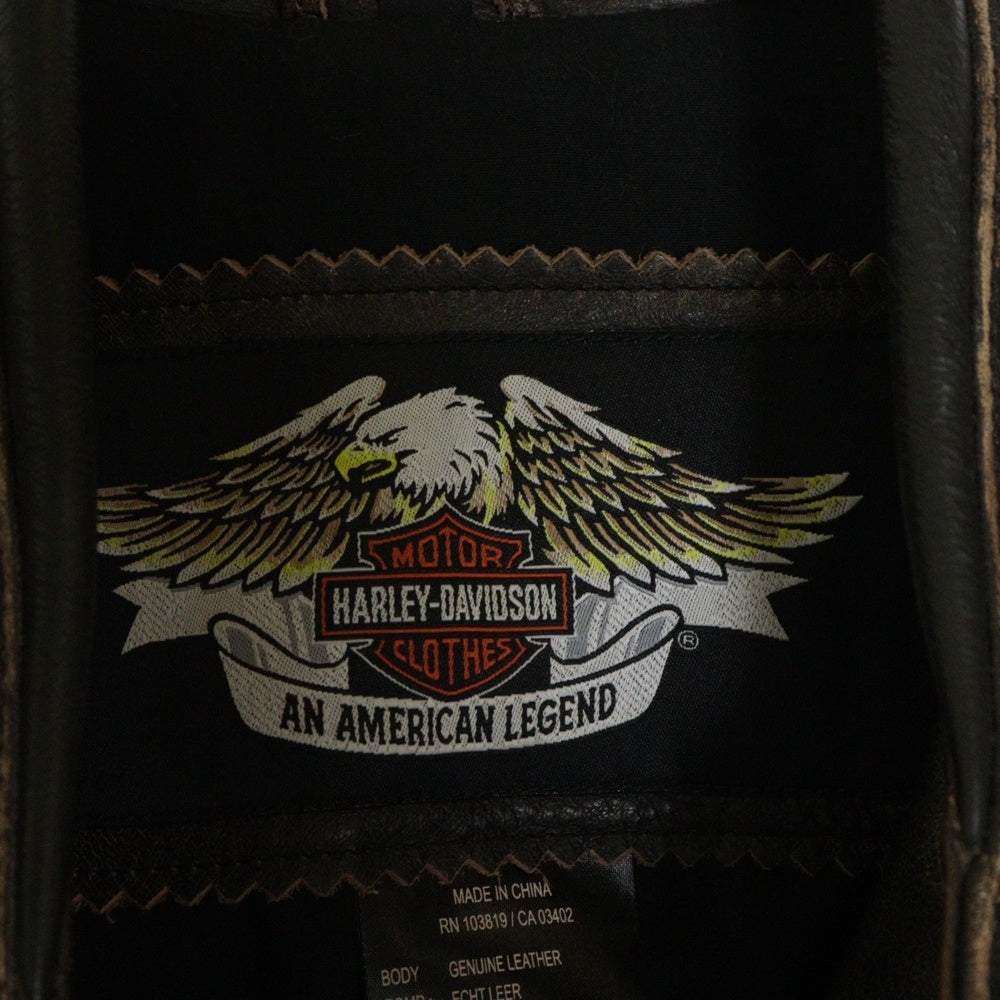 MOTOR
HARLEY-DAVIDSON
CLOTHES
®
AN AMERICAN LEGEND
MADE IN CHINA
RN 103819 / CA 03402
BODY GENUINE LEATHER
ECHT LEER